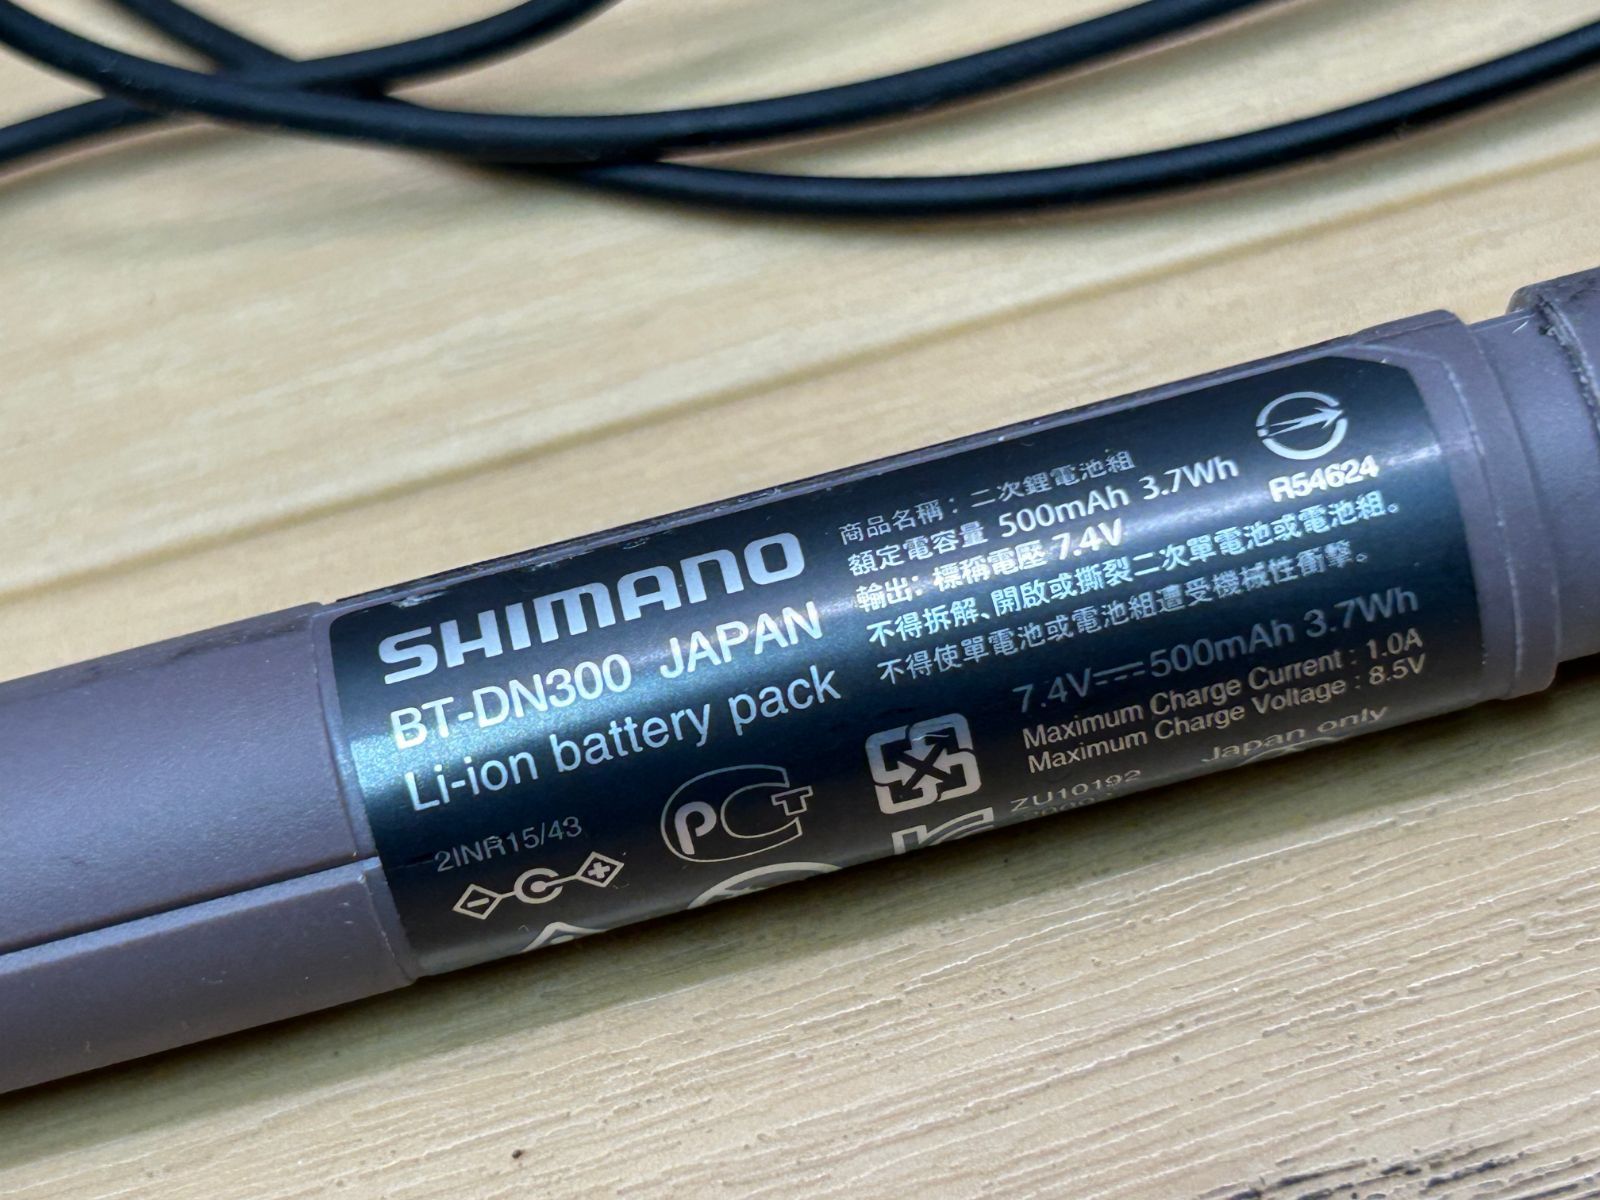 SHIMANO
BT-DN300 JAPAN
Li-ion battery pack
2INR15/43
PCT
商品名稱：二次鋰電池組
額定電容量 500mAh 3.7Wh
輸出: 標稱電壓 7.4V
不得拆解、開啟或撕裂二次單電池或電池組。
不得使單電池或電池組遭受機械性衝擊。
R54624
7.4V⎓500mAh 3.7Wh
Maximum Charge Current : 1.0A
Maximum Charge Voltage : 8.5V
ZU10192
Japan only